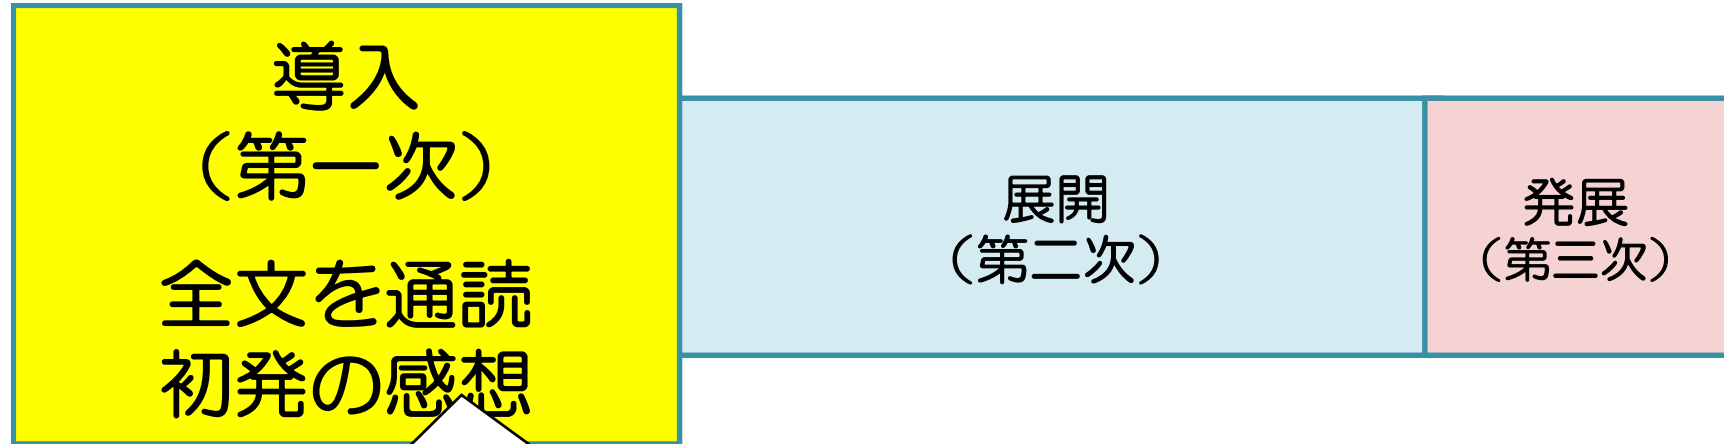 導入
（第一次）
全文を通読
初発の感想
展開
（第二次）
発展
（第三次）